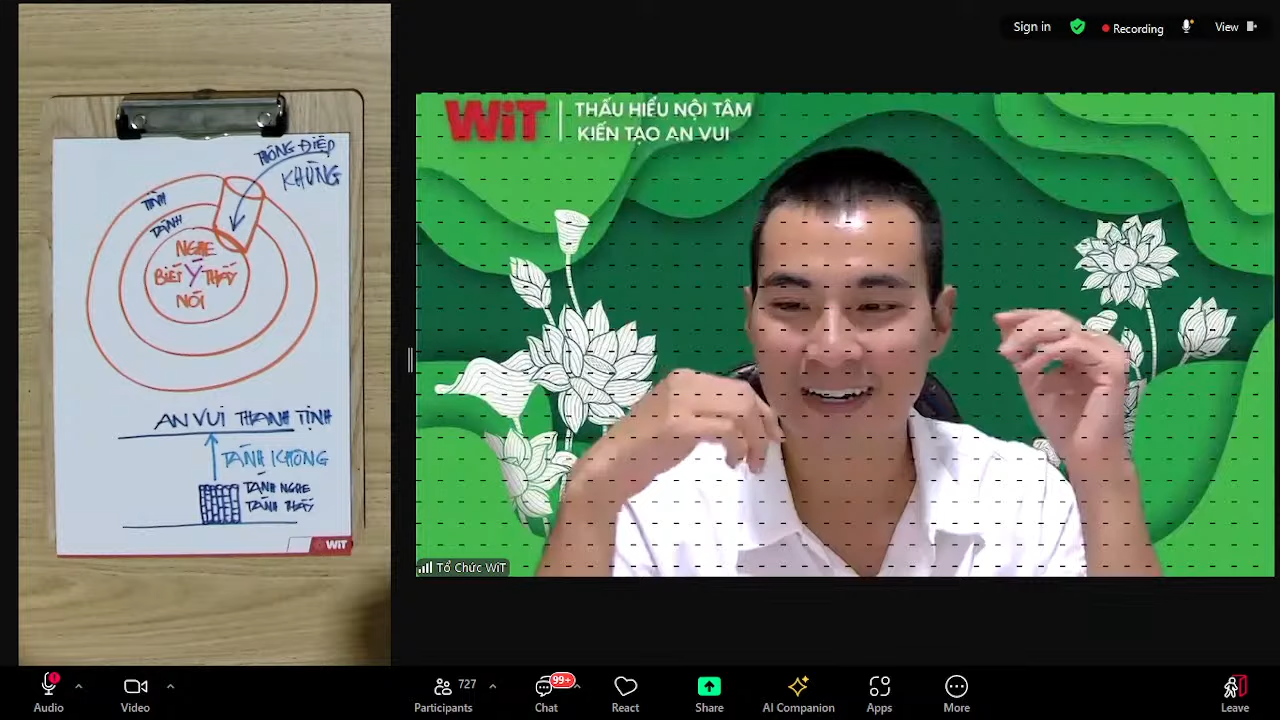 Sign in
Recording
View
WiT
THẤU HIỂU NỘI TÂM
KIẾN TẠO AN VUI
THÔNG ĐIỆP
KHÙNG
TÌNH
TÁNH
NGHE
BIẾT Ý THẤY
NÓI
AN VUI THANH TỊNH
TÁNH KHÔNG
TÁNH NGHE
TÁNH THẤY
WiT
Tổ Chức WiT
727
99+
Audio
Video
Participants
Chat
React
Share
AI Companion
Apps
More
Leave